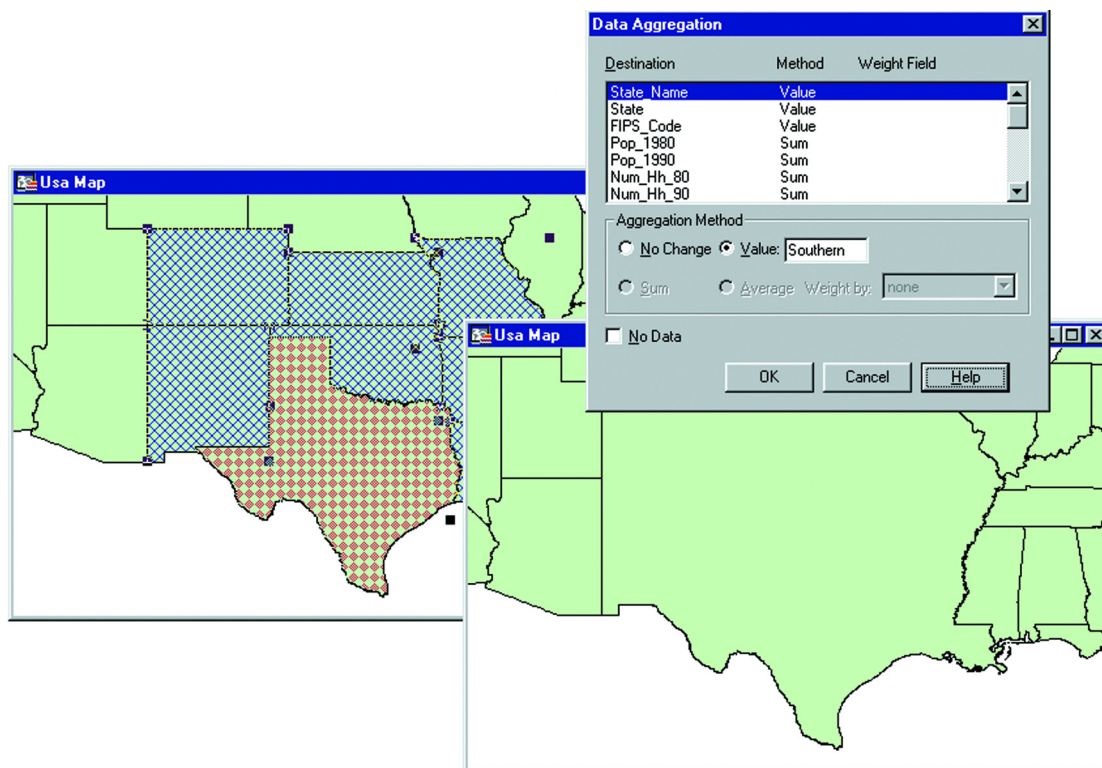 Data Aggregation
Destination Method Weight Field
State_Name Value
State Value
FIPS_Code Value
Pop_1980 Sum
Pop_1990 Sum
Num_Hh_80 Sum
Num_Hh_90 Sum
Aggregation Method
No Change Value: Southern
Sum Average Weight by: none
No Data
OK Cancel Help
Usa Map
Usa Map